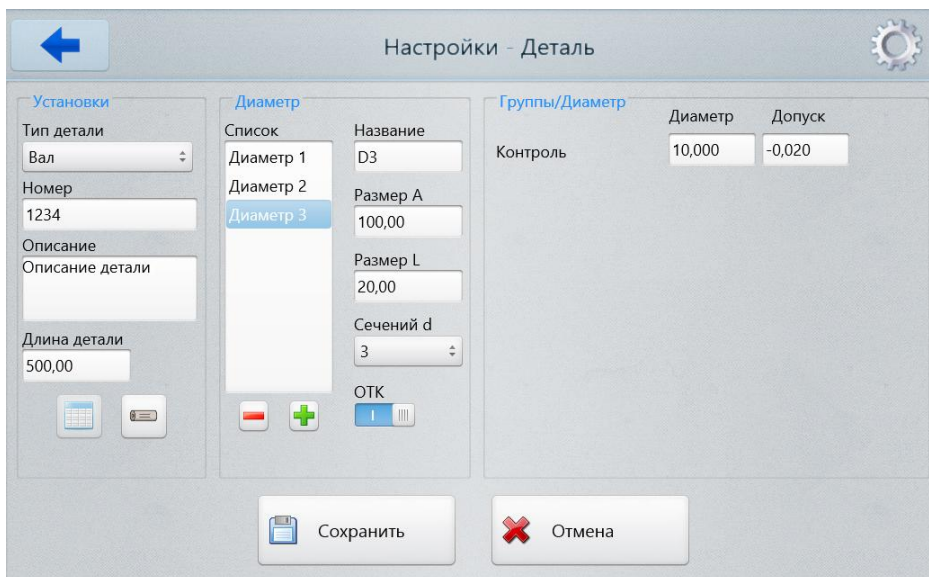 Настройки - Деталь
Установки
Тип детали
Вал
Номер
1234
Описание
Описание детали
Длина детали
500,00
Диаметр
Список
Диаметр 1
Диаметр 2
Диаметр 3
Название
D3
Размер A
100,00
Размер L
20,00
Сечений d
3
ОТК
I
Группы/Диаметр
Диаметр Допуск
Контроль 10,000 -0,020
Сохранить
Отмена